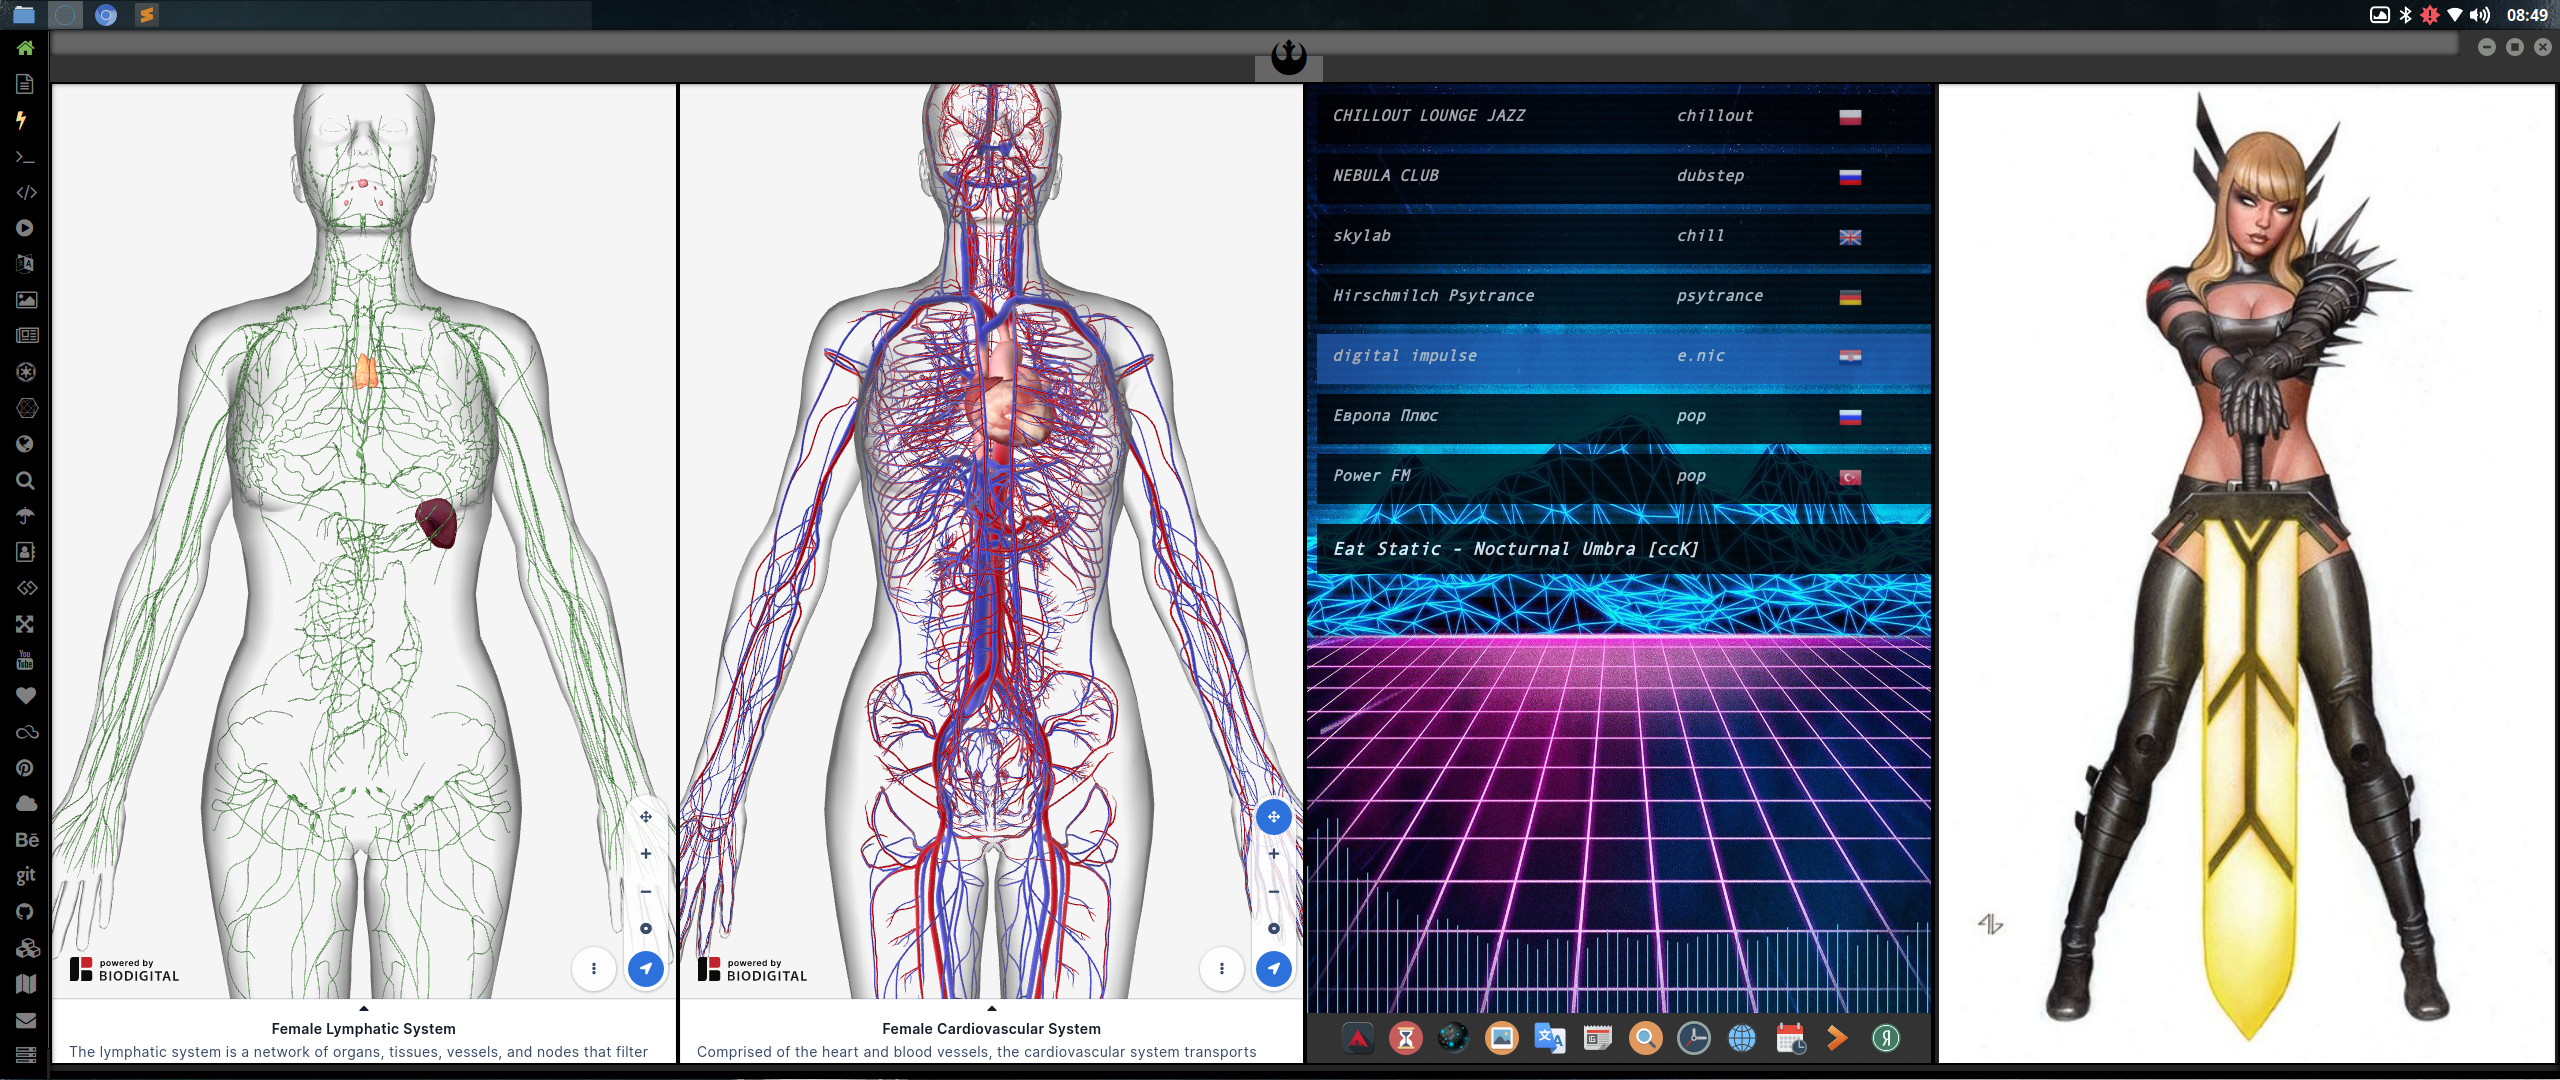 08:49
CHILLOUT LOUNGE JAZZ chillout
NEBULA CLUB dubstep
skylab chill
Hirschmilch Psytrance psytrance
digital impulse e.nic
Европа Плюс pop
Power FM pop
Eat Static - Nocturnal Umbra [ccK]
You
Tube
Bē
git
powered by
BIODIGITAL
Female Lymphatic System
The lymphatic system is a network of organs, tissues, vessels, and nodes that filter
powered by
BIODIGITAL
Female Cardiovascular System
Comprised of the heart and blood vessels, the cardiovascular system transports
Я